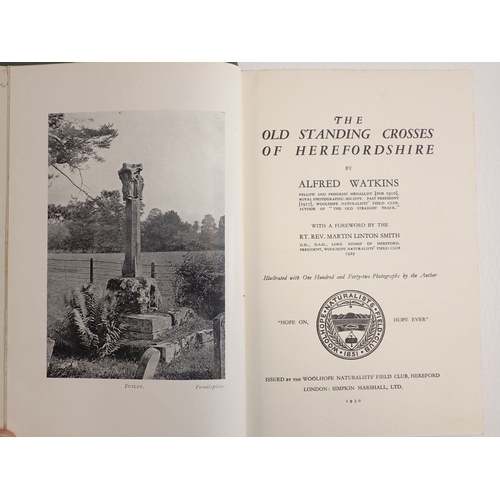 PUTLEY.
Frontispiece.
THE
OLD STANDING CROSSES
OF HEREFORDSHIRE
BY
ALFRED WATKINS
FELLOW AND PROGRESS MEDALLIST [FOR 1910],
ROYAL PHOTOGRAPHIC SOCIETY. PAST PRESIDENT
[1917], WOOLHOPE NATURALISTS' FIELD CLUB,
AUTHOR OF "THE OLD STRAIGHT TRACK."
WITH A FOREWORD BY THE
RT. REV. MARTIN LINTON SMITH
D.D., D.S.O., LORD BISHOP OF HEREFORD,
PRESIDENT, WOOLHOPE NATURALISTS' FIELD CLUB
1929
Illustrated with One Hundred and Forty-two Photographs by the Author
"HOPE ON,
HOPE EVER"
WOOLHOPE NATURALISTS FIELD-CLUB
1851
ISSUED BY THE WOOLHOPE NATURALISTS' FIELD CLUB, HEREFORD
LONDON: SIMPKIN MARSHALL, LTD.
1930